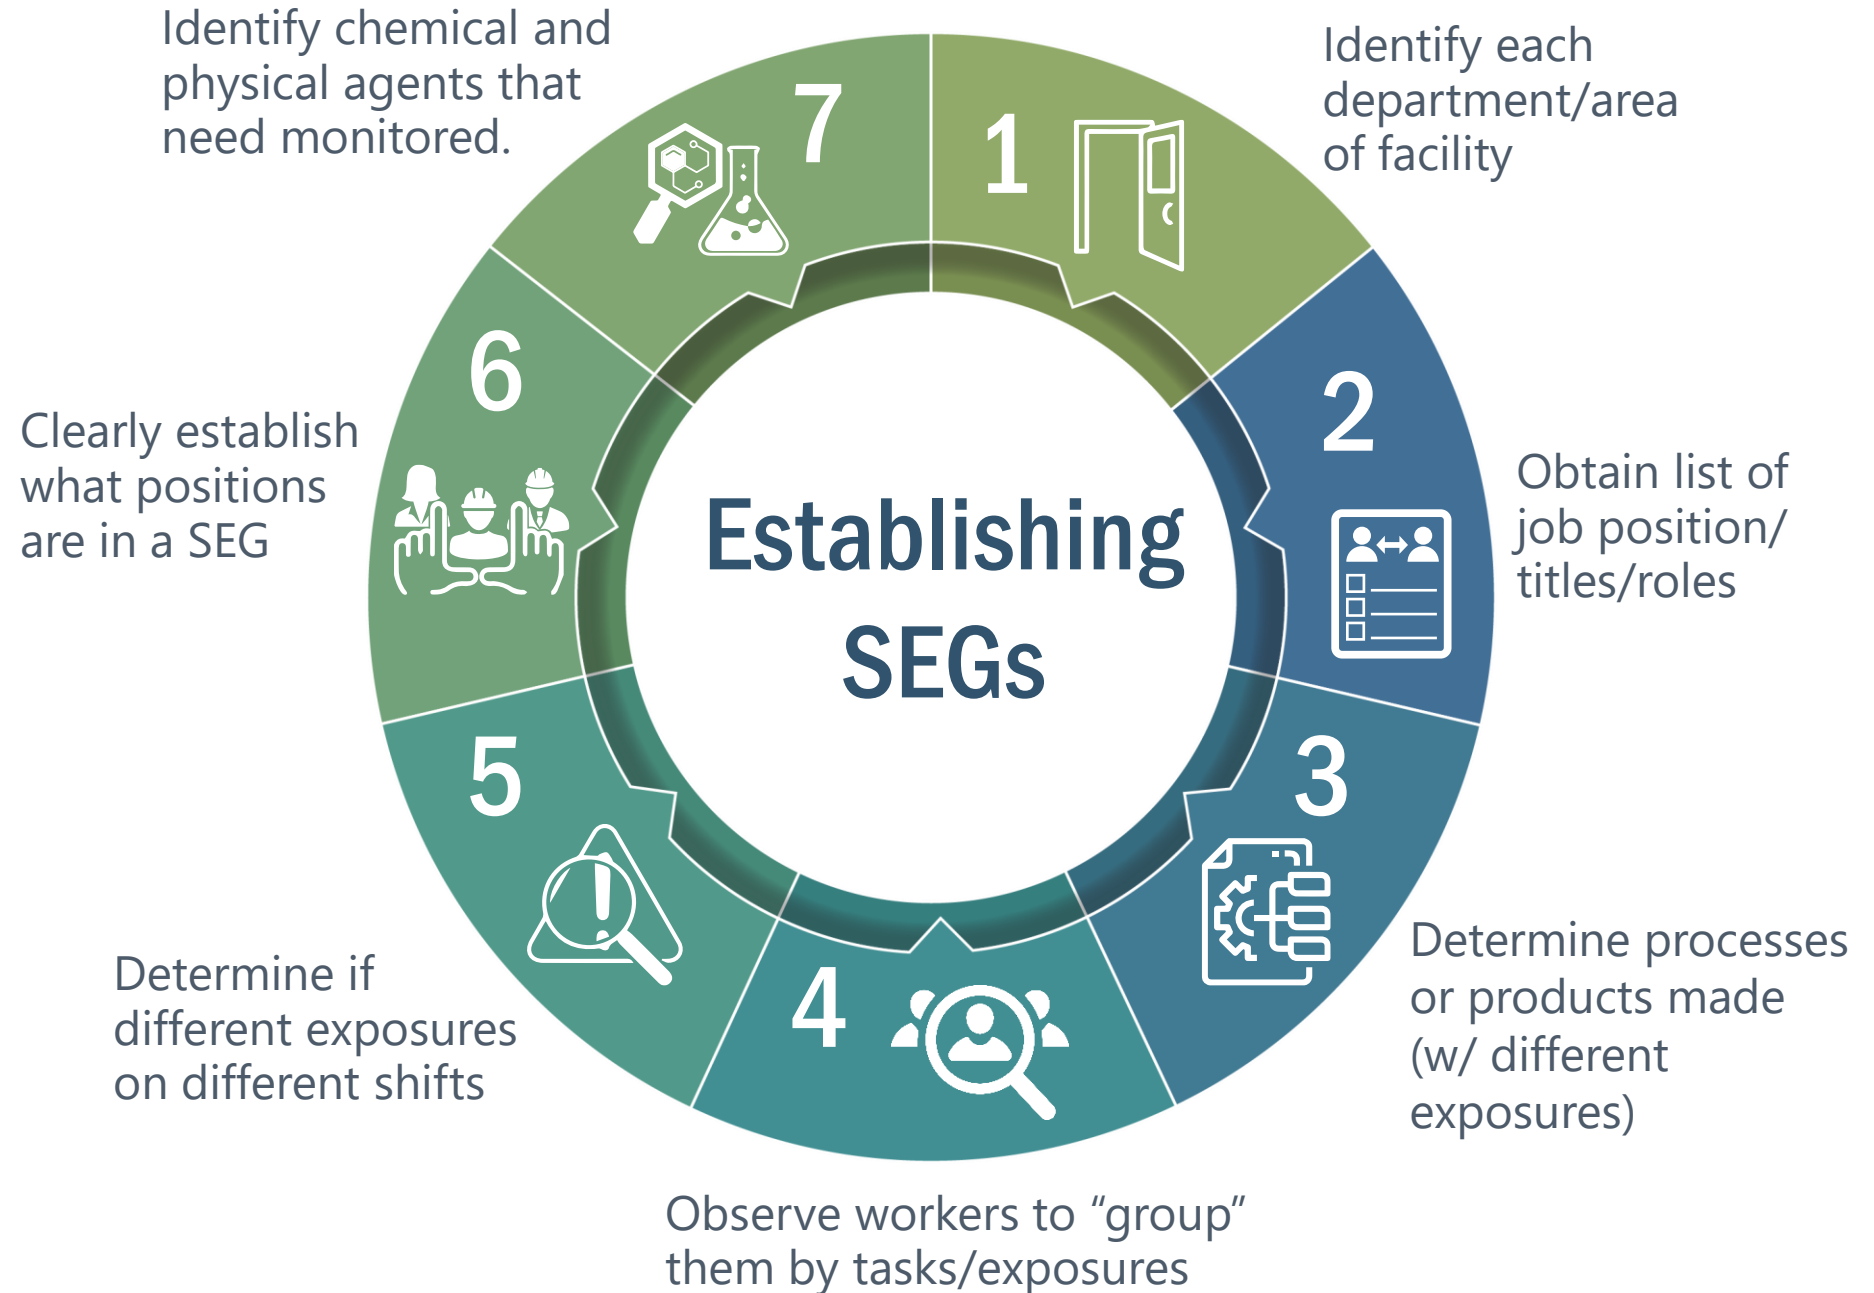 Establishing
SEGs
1
Identify each
department/area
of facility
2
Obtain list of
job position/
titles/roles
3
Determine processes
or products made
(w/ different
exposures)
4
Observe workers to “group”
them by tasks/exposures
5
Determine if
different exposures
on different shifts
6
Clearly establish
what positions
are in a SEG
7
Identify chemical and
physical agents that
need monitored.